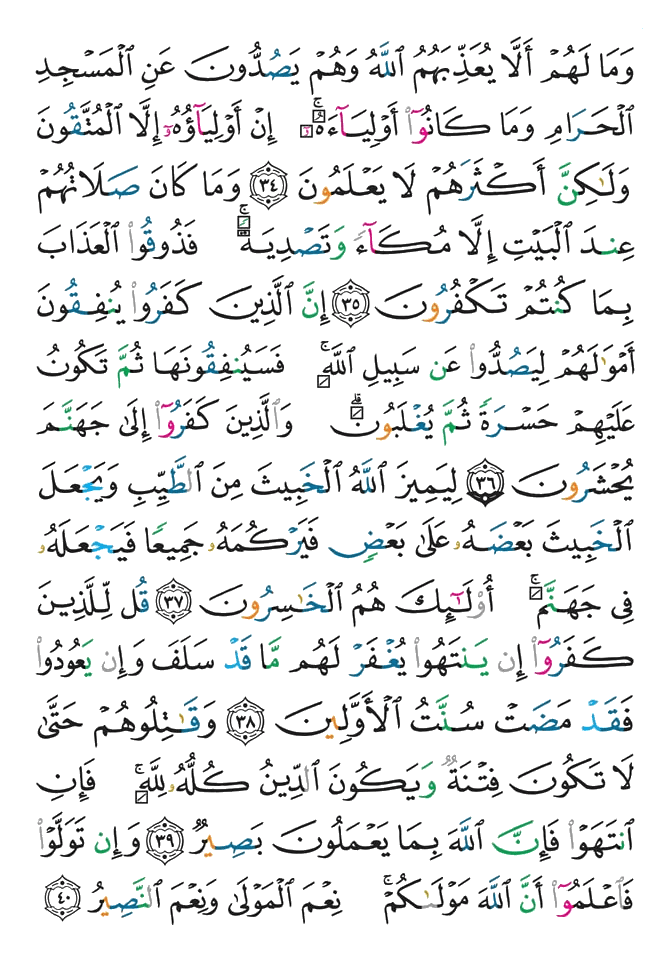 وَمَا لَهُمْ أَلَّا يُعَذِّبَهُمُ ٱللَّهُ وَهُمْ يَصُدُّونَ عَنِ ٱلْمَسْجِدِ
ٱلْحَرَامِ وَمَا كَانُوٓا۟ أَوْلِيَآءَهُۥٓ ۚ إِنْ أَوْلِيَآؤُهُۥٓ إِلَّا ٱلْمُتَّقُونَ
وَلَـٰكِنَّ أَكْثَرَهُمْ لَا يَعْلَمُونَ ٣٤ وَمَا كَانَ صَلَاتُهُمْ
عِندَ ٱلْبَيْتِ إِلَّا مُكَآءً وَتَصْدِيَةً ۚ فَذُوقُوا۟ ٱلْعَذَابَ
بِمَا كُنتُمْ تَكْفُرُونَ ٣٥ إِنَّ ٱلَّذِينَ كَفَرُوا۟ يُنفِقُونَ
أَمْوَٰلَهُمْ لِيَصُدُّوا۟ عَن سَبِيلِ ٱللَّهِ ۚ فَسَيُنفِقُونَهَا ثُمَّ تَكُونُ
عَلَيْهِمْ حَسْرَةً ثُمَّ يُغْلَبُونَ ۗ وَٱلَّذِينَ كَفَرُوٓا۟ إِلَىٰ جَهَنَّمَ
يُحْشَرُونَ ٣٦ لِيَمِيزَ ٱللَّهُ ٱلْخَبِيثَ مِنَ ٱلطَّيِّبِ وَيَجْعَلَ
ٱلْخَبِيثَ بَعْضَهُۥ عَلَىٰ بَعْضٍ فَيَرْكُمَهُۥ جَمِيعًا فَيَجْعَلَهُۥ
فِى جَهَنَّمَ ۚ أُو۟لَـٰٓئِكَ هُمُ ٱلْخَـٰسِرُونَ ٣٧ قُل لِّلَّذِينَ
كَفَرُوٓا۟ إِن يَنتَهُوا۟ يُغْفَرْ لَهُم مَّا قَدْ سَلَفَ وَإِن يَعُودُوا۟
فَقَدْ مَضَتْ سُنَّتُ ٱلْأَوَّلِينَ ٣٨ وَقَـٰتِلُوهُمْ حَتَّىٰ
لَا تَكُونَ فِتْنَةٌ وَيَكُونَ ٱلدِّينُ كُلُّهُۥ لِلَّهِ ۚ فَإِنِ
ٱنتَهَوْا۟ فَإِنَّ ٱللَّهَ بِمَا يَعْمَلُونَ بَصِيرٌ ٣٩ وَإِن تَوَلَّوْا۟
فَٱعْلَمُوٓا۟ أَنَّ ٱللَّهَ مَوْلَىٰكُمْ ۚ نِعْمَ ٱلْمَوْلَىٰ وَنِعْمَ ٱلنَّصِيرُ ٤٠